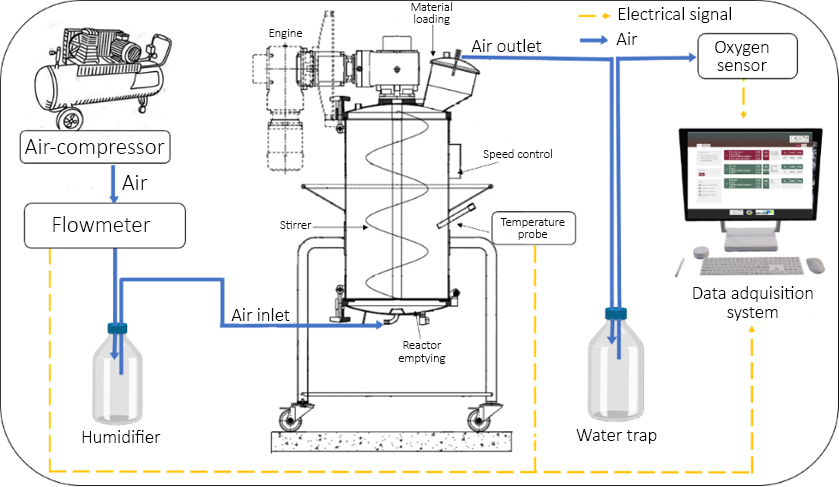 Material
loading
Engine
Air outlet
Electrical signal
Air
Oxygen
sensor
Air-compressor
Air
Flowmeter
Speed control
Stirrer
Temperature
probe
Air inlet
Reactor
emptying
Data adquisition
system
Humidifier
Water trap